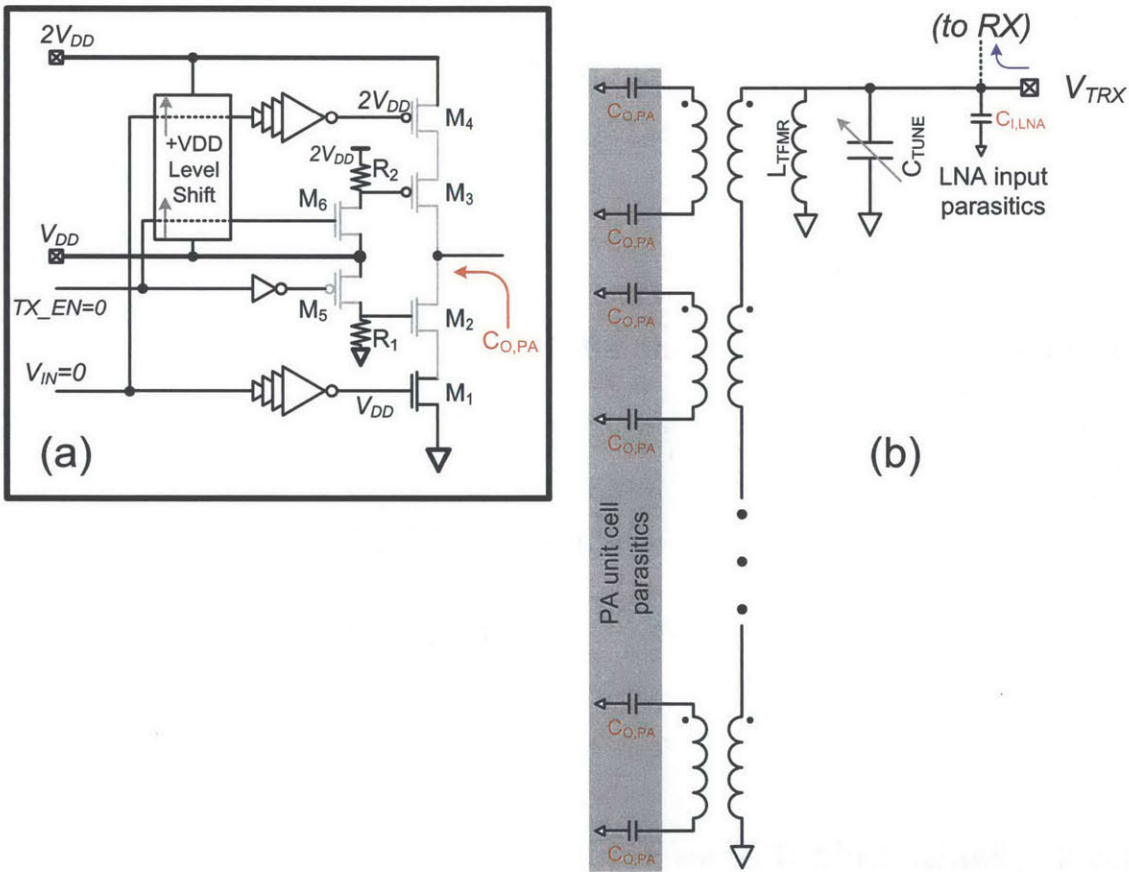 2VDD
+VDD
Level
Shift
2VDD
M4
2VDD
R2
M3
M6
VDD
TX_EN=0
M5
M2
R1
CO,PA
VIN=0
VDD
M1
(a)
(to RX)
VTRX
CO,PA
CI,LNA
LTFMR
CTUNE
LNA input
parasitics
CO,PA
CO,PA
CO,PA
(b)
PA unit cell
parasitics
CO,PA
CO,PA